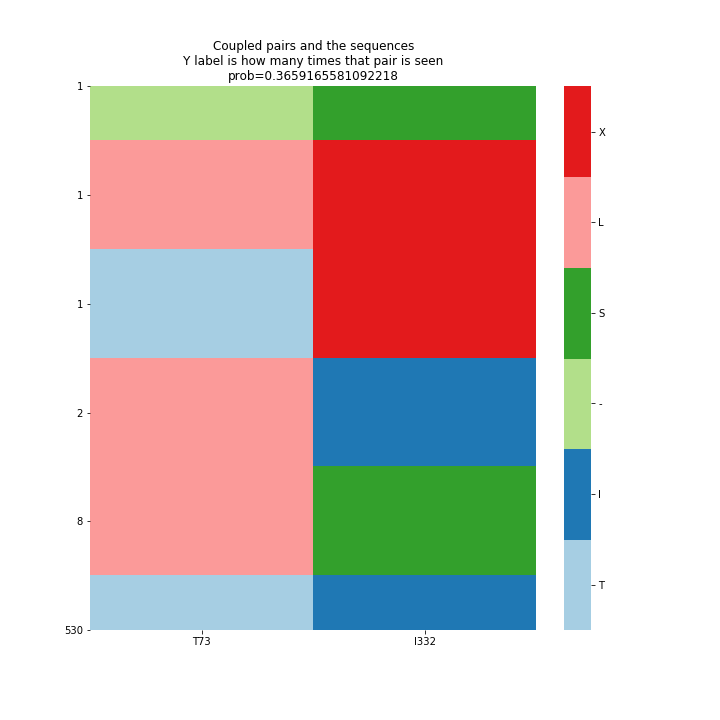 Coupled pairs and the sequences
Y label is how many times that pair is seen
prob=0.3659165581092218
1
1
1
2
8
530
T73
I332
X
L
S
-
I
T